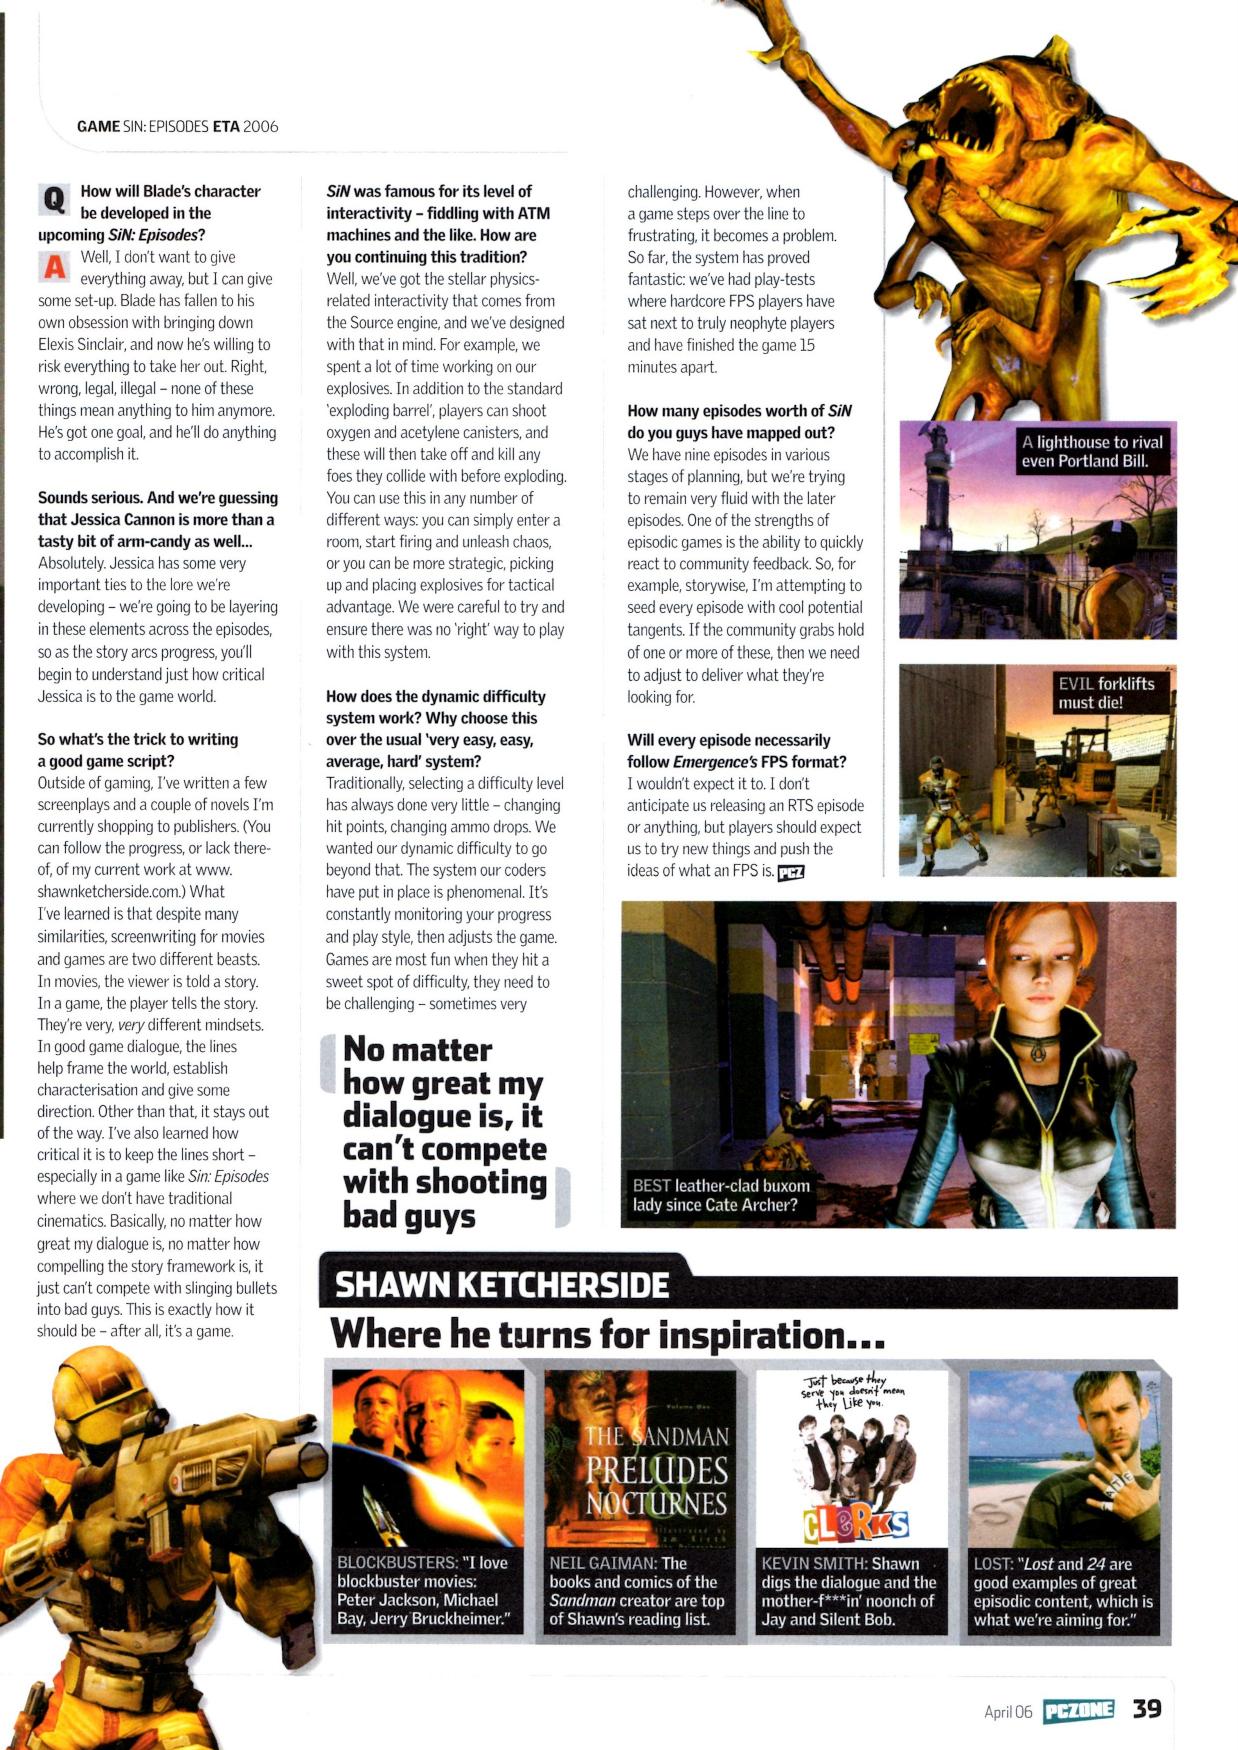 GAME SIN: EPISODES ETA 2006
Q How will Blade's character
be developed in the
upcoming SiN: Episodes?
A Well, I don't want to give
everything away, but I can give
some set-up. Blade has fallen to his
own obsession with bringing down
Elexis Sinclair, and now he's willing to
risk everything to take her out. Right,
wrong, legal, illegal – none of these
things mean anything to him anymore.
He's got one goal, and he'll do anything
to accomplish it.
Sounds serious. And we're guessing
that Jessica Cannon is more than a
tasty bit of arm-candy as well...
Absolutely. Jessica has some very
important ties to the lore we're
developing – we're going to be layering
in these elements across the episodes,
so as the story arcs progress, you'll
begin to understand just how critical
Jessica is to the game world.
So what's the trick to writing
a good game script?
Outside of gaming, I've written a few
screenplays and a couple of novels I'm
currently shopping to publishers. (You
can follow the progress, or lack there-
of, of my current work at www.
shawnketcherside.com.) What
I've learned is that despite many
similarities, screenwriting for movies
and games are two different beasts.
In movies, the viewer is told a story.
In a game, the player tells the story.
They're very, very different mindsets.
In good game dialogue, the lines
help frame the world, establish
characterisation and give some
direction. Other than that, it stays out
of the way. I've also learned how
critical it is to keep the lines short –
especially in a game like Sin: Episodes
where we don't have traditional
cinematics. Basically, no matter how
great my dialogue is, no matter how
compelling the story framework is, it
just can't compete with slinging bullets
into bad guys. This is exactly how it
should be – after all, it's a game.
SiN was famous for its level of
interactivity – fiddling with ATM
machines and the like. How are
you continuing this tradition?
Well, we've got the stellar physics-
related interactivity that comes from
the Source engine, and we've designed
with that in mind. For example, we
spent a lot of time working on our
explosives. In addition to the standard
'exploding barrel', players can shoot
oxygen and acetylene canisters, and
these will then take off and kill any
foes they collide with before exploding.
You can use this in any number of
different ways: you can simply enter a
room, start firing and unleash chaos,
or you can be more strategic, picking
up and placing explosives for tactical
advantage. We were careful to try and
ensure there was no 'right' way to play
with this system.
How does the dynamic difficulty
system work? Why choose this
over the usual 'very easy, easy,
average, hard' system?
Traditionally, selecting a difficulty level
has always done very little – changing
hit points, changing ammo drops. We
wanted our dynamic difficulty to go
beyond that. The system our coders
have put in place is phenomenal. It's
constantly monitoring your progress
and play style, then adjusts the game.
Games are most fun when they hit a
sweet spot of difficulty, they need to
be challenging – sometimes very
No matter
how great my
dialogue is, it
can't compete
with shooting
bad guys
challenging. However, when
a game steps over the line to
frustrating, it becomes a problem.
So far, the system has proved
fantastic: we've had play-tests
where hardcore FPS players have
sat next to truly neophyte players
and have finished the game 15
minutes apart.
How many episodes worth of SiN
do you guys have mapped out?
We have nine episodes in various
stages of planning, but we're trying
to remain very fluid with the later
episodes. One of the strengths of
episodic games is the ability to quickly
react to community feedback. So, for
example, storywise, I'm attempting to
seed every episode with cool potential
tangents. If the community grabs hold
of one or more of these, then we need
to adjust to deliver what they're
looking for.
Will every episode necessarily
follow Emergence's FPS format?
I wouldn't expect it to. I don't
anticipate us releasing an RTS episode
or anything, but players should expect
us to try new things and push the
ideas of what an FPS is. PCZ
A lighthouse to rival
even Portland Bill.
EVIL forklifts
must die!
BEST leather-clad buxom
lady since Cate Archer?
SHAWN KETCHERSIDE
Where he turns for inspiration...
BLOCKBUSTERS: "I love
blockbuster movies:
Peter Jackson, Michael
Bay, Jerry Bruckheimer."
Volume One
THE SANDMAN
PRELUDES
&
NOCTURNES
NEIL GAIMAN: The
books and comics of the
Sandman creator are top
of Shawn's reading list.
Just because they
serve you doesn't mean
they like you.
CLERKS
KEVIN SMITH: Shawn
digs the dialogue and the
mother-f***in' noonch of
Jay and Silent Bob.
LOST: "Lost and 24 are
good examples of great
episodic content, which is
what we're aiming for."
April 06 PCZONE 39